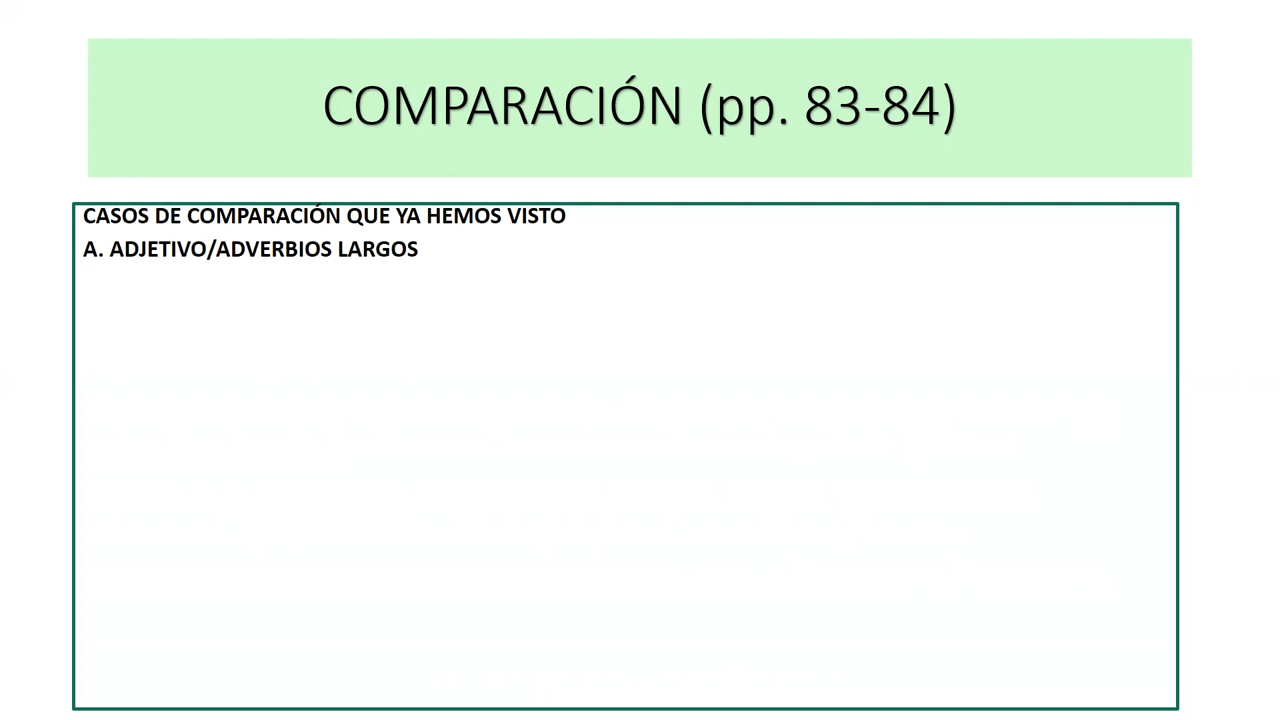 COMPARACIÓN (pp. 83-84)
CASOS DE COMPARACIÓN QUE YA HEMOS VISTO
A. ADJETIVO/ADVERBIOS LARGOS